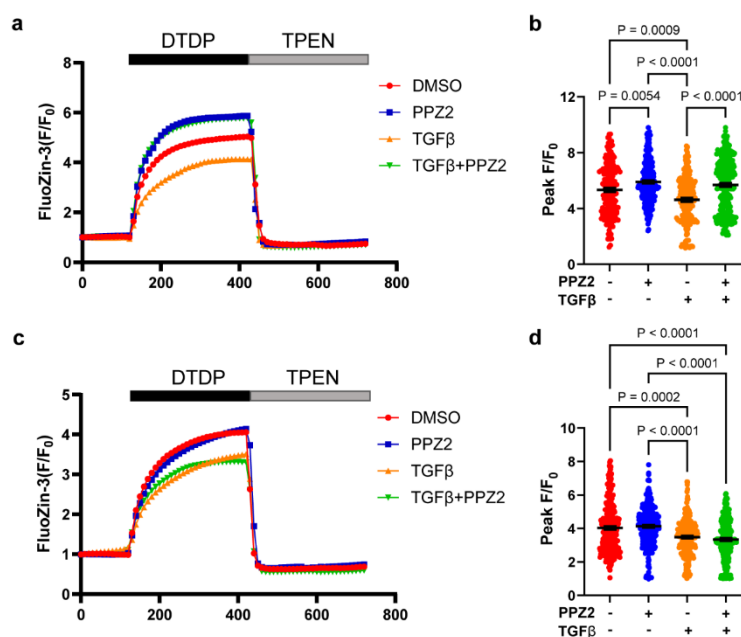 a
DTDP TPEN
FluoZin-3(F/F₀)
8
6
4
2
0
0 200 400 600 800
DMSO
PPZ2
TGFβ
TGFβ+PPZ2
b
P = 0.0009
P < 0.0001
P = 0.0054 P < 0.0001
Peak F/F₀
12
8
4
0
PPZ2 - + - +
TGFβ - - + +
c
DTDP TPEN
FluoZin-3(F/F₀)
5
4
3
2
1
0
0 200 400 600 800
DMSO
PPZ2
TGFβ
TGFβ+PPZ2
d
P < 0.0001
P < 0.0001
P = 0.0002
P < 0.0001
Peak F/F₀
10
8
6
4
2
0
PPZ2 - + - +
TGFβ - - + +